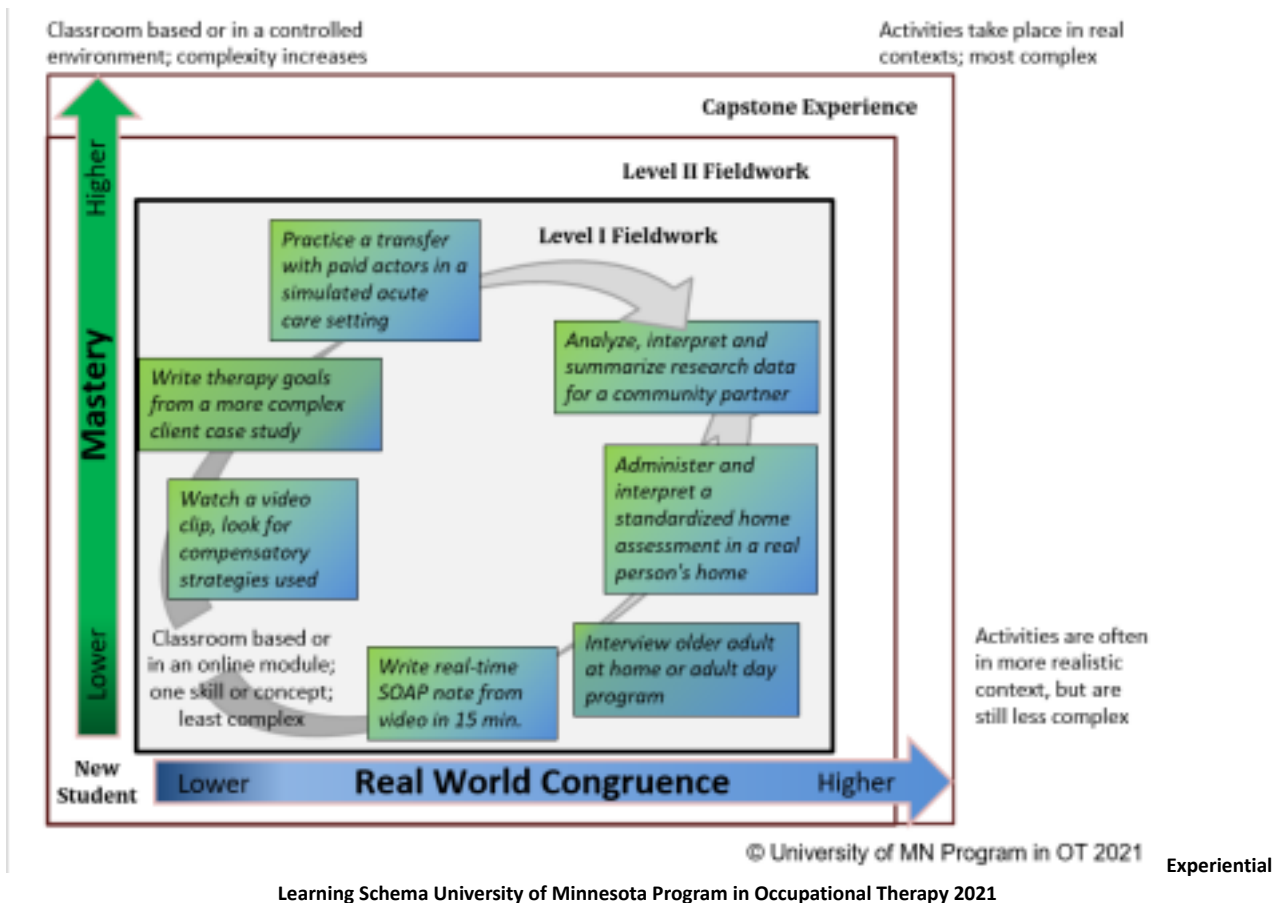 Classroom based or in a controlled
environment; complexity increases
Activities take place in real
contexts; most complex
Capstone Experience
Level II Fieldwork
Level I Fieldwork
Higher
Mastery
Lower
Practice a transfer
with paid actors in a
simulated acute
care setting
Analyze, interpret and
summarize research data
for a community partner
Write therapy goals
from a more complex
client case study
Administer and
interpret a
standardized home
assessment in a real
person's home
Watch a video
clip, look for
compensatory
strategies used
Classroom based or
in an online module;
one skill or concept;
least complex
Write real-time
SOAP note from
video in 15 min.
Interview older adult
at home or adult day
program
Activities are often
in more realistic
context, but are
still less complex
New
Student
Lower
Real World Congruence
Higher
© University of MN Program in OT 2021
Experiential
Learning Schema University of Minnesota Program in Occupational Therapy 2021